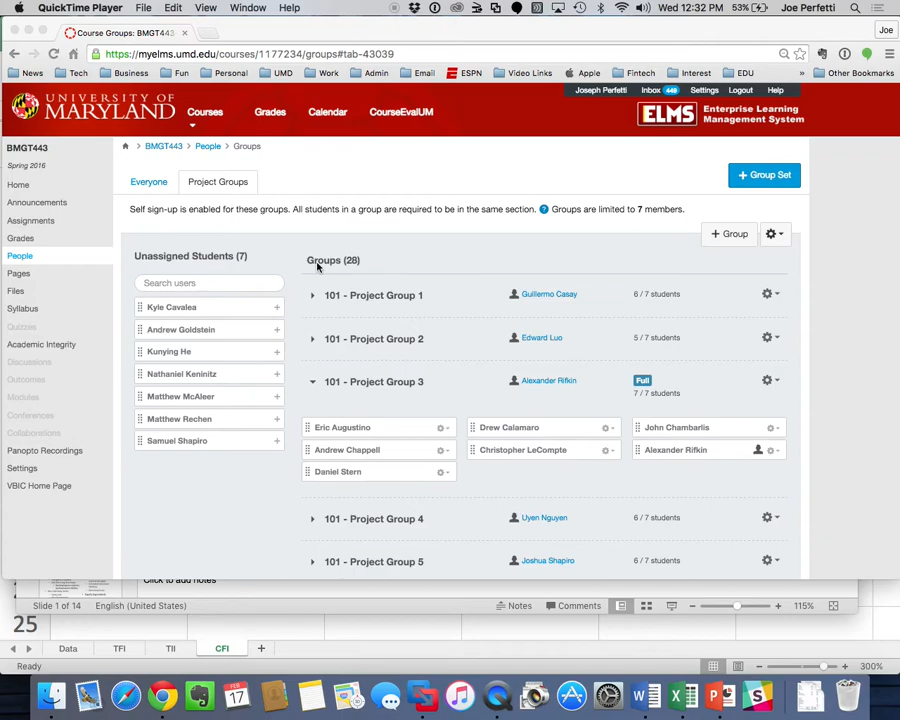 QuickTime Player File Edit View Window Help Wed 12:32 PM 53% Joe Perfetti
Course Groups: BMGT443 Joe
https://myelms.umd.edu/courses/1177234/groups#tab-43039
News Tech Business Fun Personal UMD Work Admin Email ESPN Video Links Apple Fintech Interest EDU » Other Bookmarks
Joseph Perfetti Inbox 449 Settings Logout Help
UNIVERSITY OF
MARYLAND
Courses Grades Calendar CourseEvalUM
ELMS Enterprise Learning
Management System
BMGT443
Spring 2016
Home
Announcements
Assignments
Grades
People
Pages
Files
Syllabus
Quizzes
Academic Integrity
Discussions
Outcomes
Modules
Conferences
Collaborations
Panopto Recordings
Settings
VBIC Home Page
BMGT443 People Groups
Everyone Project Groups + Group Set
Self sign-up is enabled for these groups. All students in a group are required to be in the same section. ? Groups are limited to 7 members.
+ Group
Unassigned Students (7)
Search users
Kyle Cavalea +
Andrew Goldstein +
Kunying He +
Nathaniel Keninitz +
Matthew McAleer +
Matthew Rechen +
Samuel Shapiro +
Groups (28)
101 - Project Group 1 Guillermo Casay 6 / 7 students
101 - Project Group 2 Edward Luo 5 / 7 students
101 - Project Group 3 Alexander Rifkin Full
7 / 7 students
Eric Augustino Drew Calamaro John Chambarlis
Andrew Chappell Christopher LeCompte Alexander Rifkin
Daniel Stern
101 - Project Group 4 Uyen Nguyen 6 / 7 students
101 - Project Group 5 Joshua Shapiro 6 / 7 students
Click to add notes
Slide 1 of 14 English (United States) Notes Comments 115%
25
Data TFI TII CFI +
Ready 300%
FEB
17